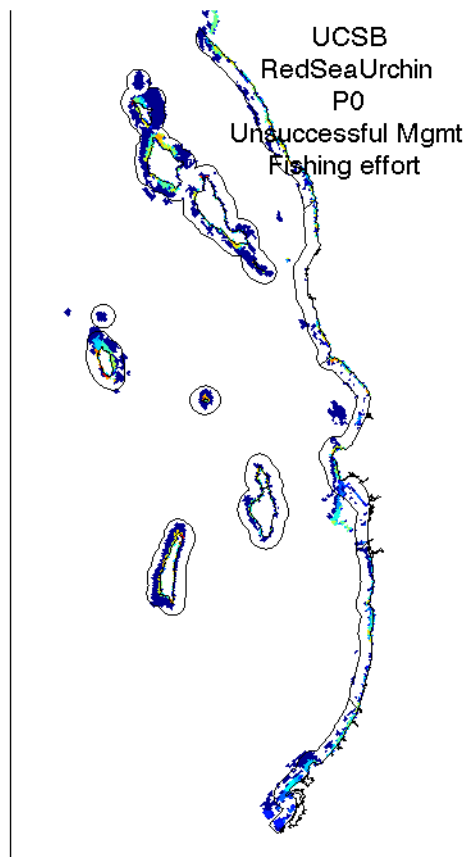 UCSB
RedSeaUrchin
P0
Unsuccessful Mgmt
Fishing effort